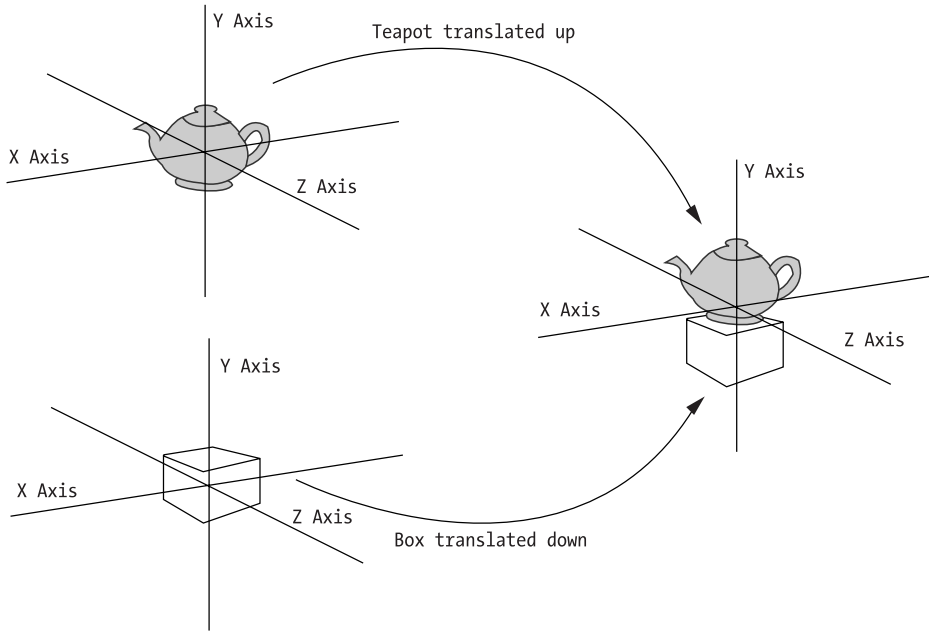 Y Axis
Teapot translated up
X Axis
Z Axis
Y Axis
X Axis
Z Axis
Y Axis
X Axis
Z Axis
Box translated down